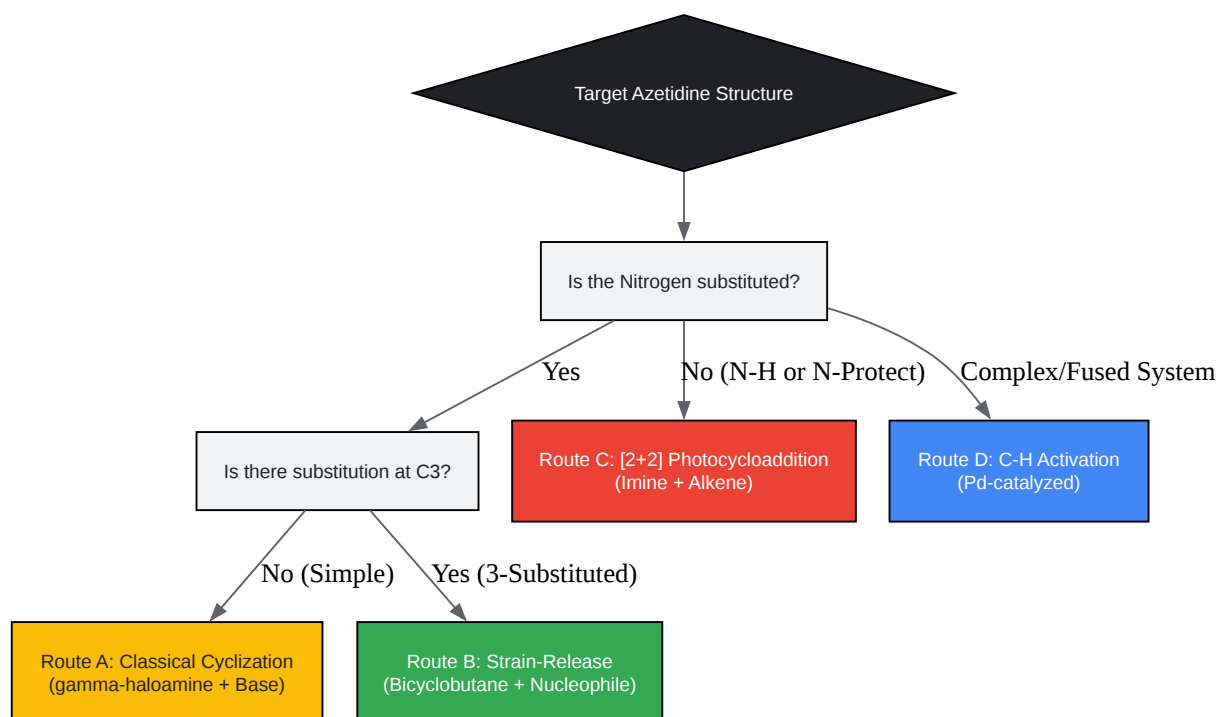 Target Azetidine Structure
Is the Nitrogen substituted?
Yes
No (N-H or N-Protect)
Complex/Fused System
Is there substitution at C3?
Route C: [2+2] Photocycloaddition
(Imine + Alkene)
Route D: C-H Activation
(Pd-catalyzed)
No (Simple)
Yes (3-Substituted)
Route A: Classical Cyclization
(gamma-haloamine + Base)
Route B: Strain-Release
(Bicyclobutane + Nucleophile)